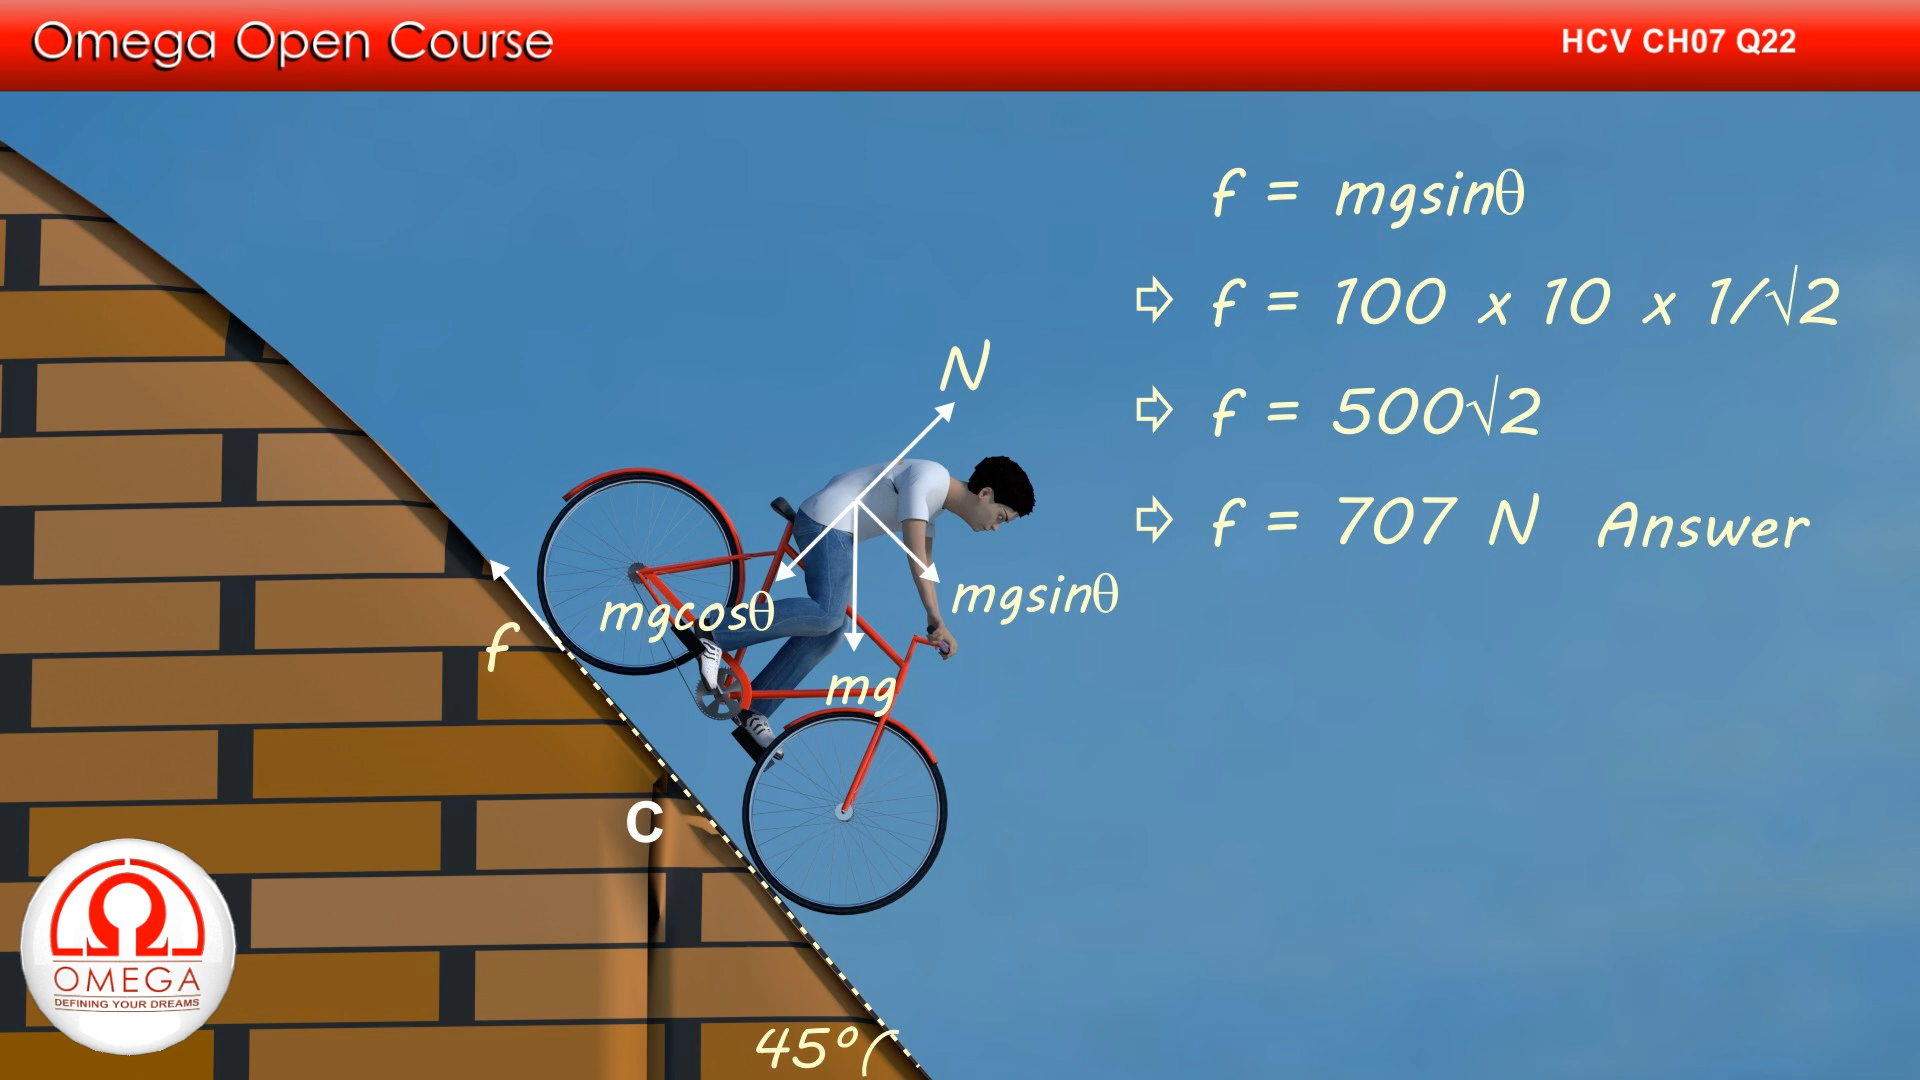 Omega Open Course
HCV CH07 Q22
f = mgsinθ
⇨ f = 100 x 10 x 1/√2
⇨ f = 500√2
⇨ f = 707 N Answer
N
mgcosθ
mgsinθ
f
mg
C
45°
OMEGA
DEFINING YOUR DREAMS